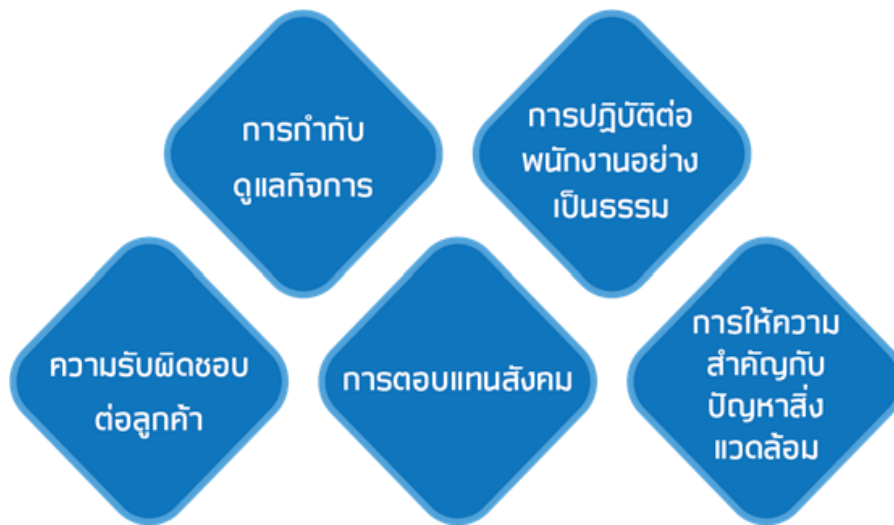 การกำกับ
ดูแลกิจการ
การปฏิบัติต่อ
พนักงานอย่าง
เป็นธรรม
ความรับผิดชอบ
ต่อลูกค้า
การตอบแทนสังคม
การให้ความ
สำคัญกับ
ปัญหาสิ่ง
แวดล้อม